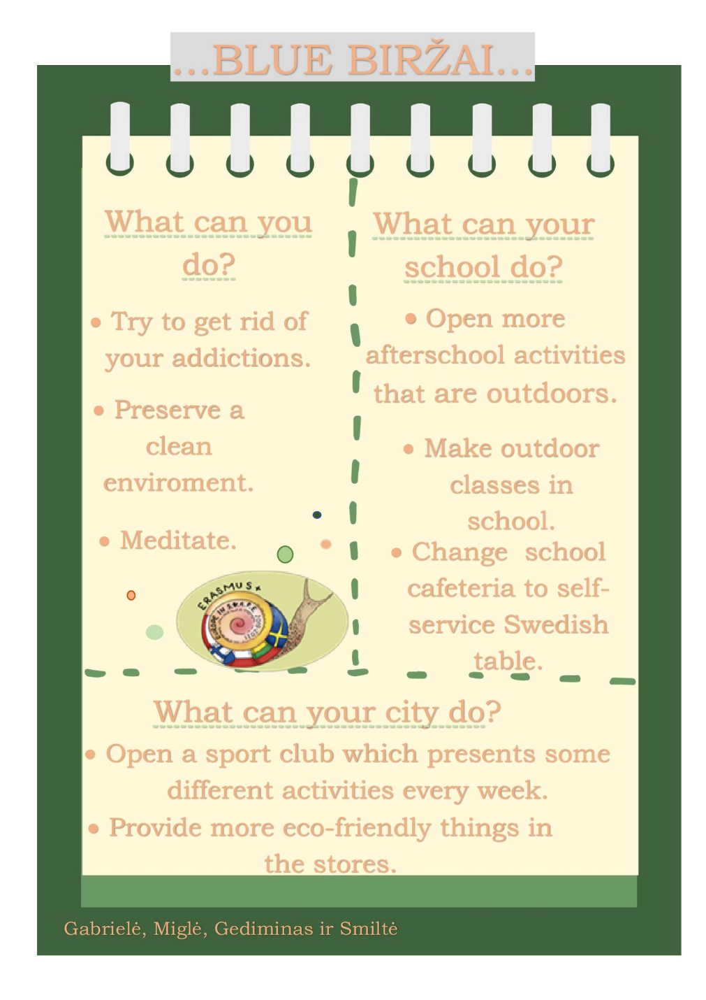 ...BLUE BIRŽAI...
What can you
do?
• Try to get rid of
your addictions.
• Preserve a
clean
enviroment.
• Meditate.
ERASMUS+
What can your
school do?
• Open more
afterschool activities
that are outdoors.
• Make outdoor
classes in
school.
• Change school
cafeteria to self-
service Swedish
table.
What can your city do?
• Open a sport club which presents some
different activities every week.
• Provide more eco-friendly things in
the stores.
Gabrielė, Miglė, Gediminas ir Smiltė